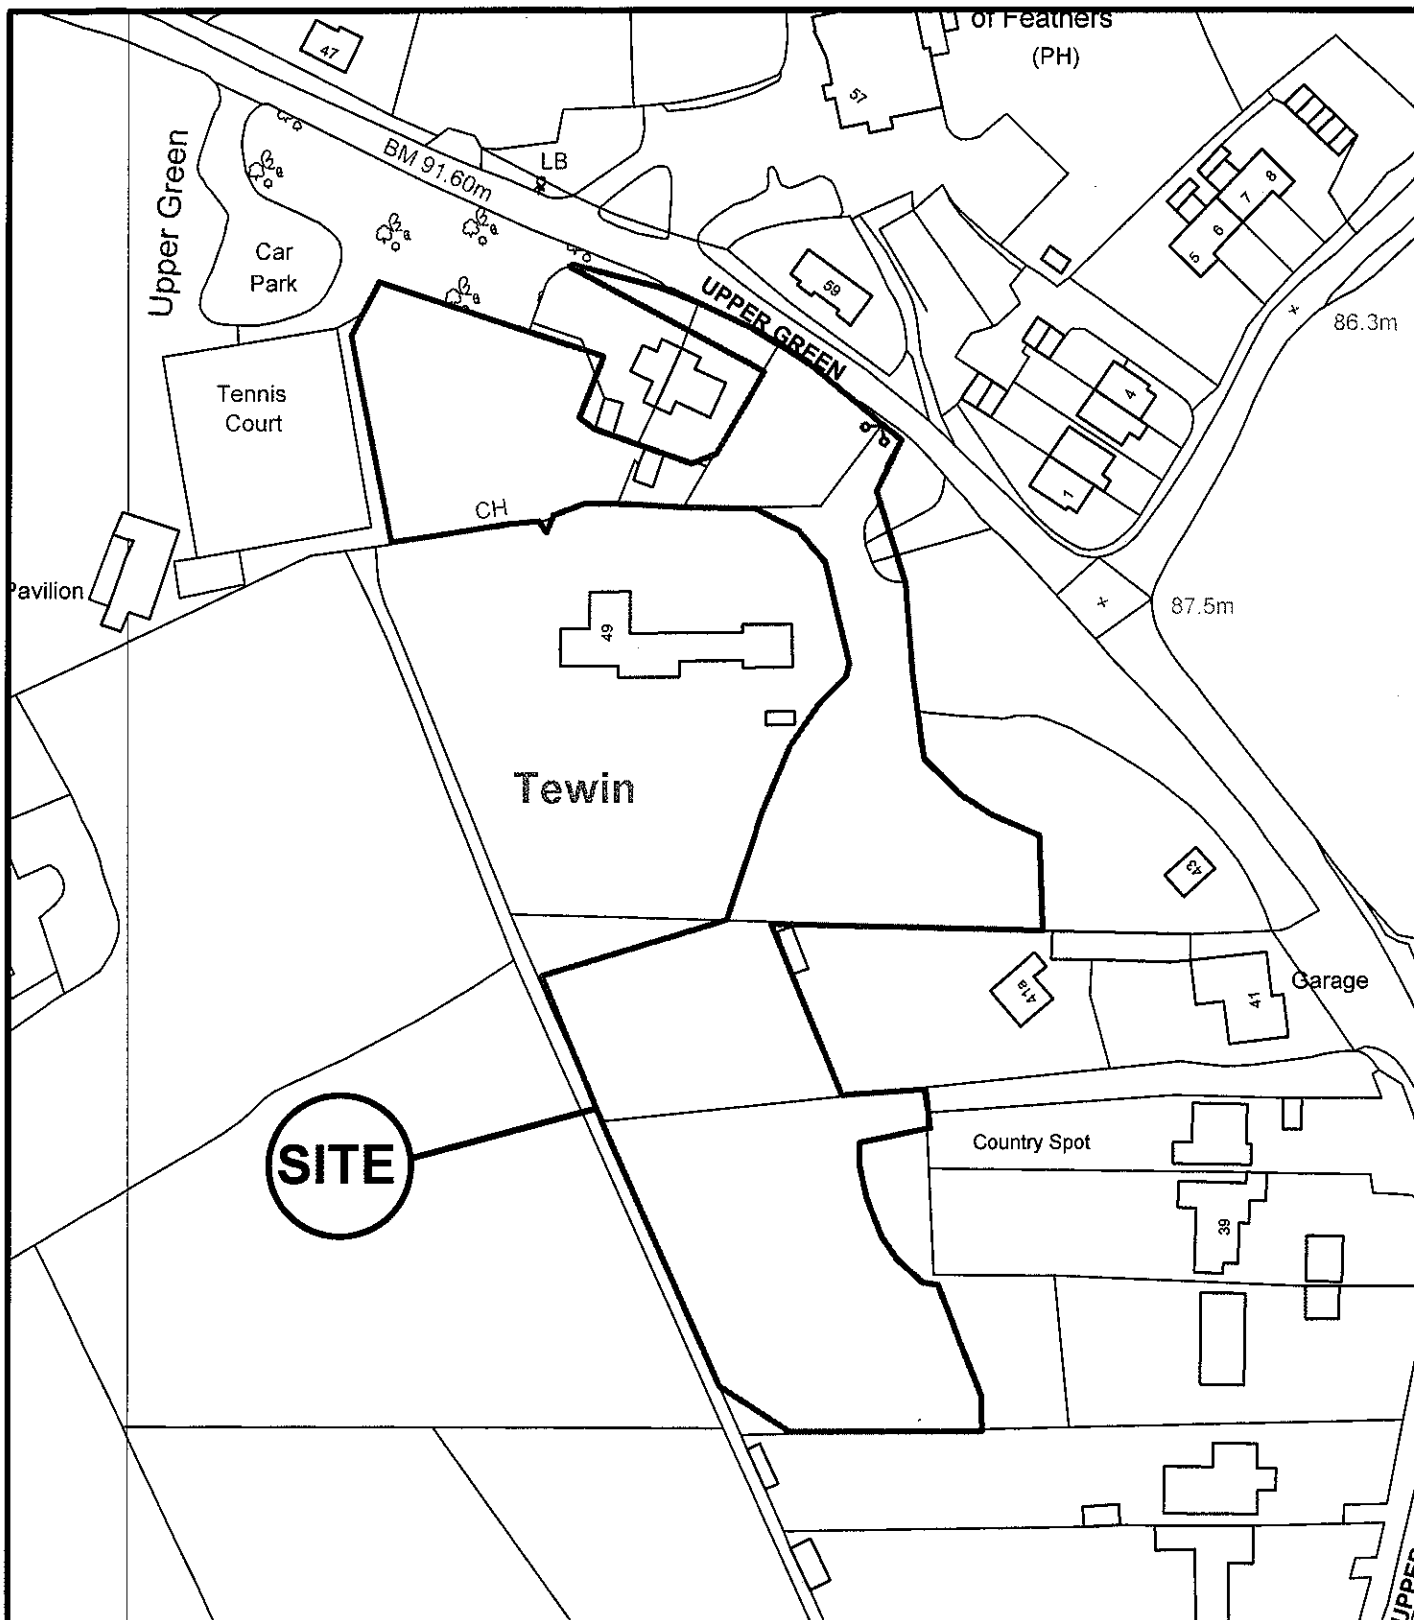 of Feathers
(PH)
47
57
Upper Green
BM 91.60m
LB
Car
Park
59
UPPER GREEN
5
6
7
8
86.3m
Tennis
Court
4
1
CH
Pavilion
49
87.5m
Tewin
43
41a
41
Garage
SITE
Country Spot
39
UPPER